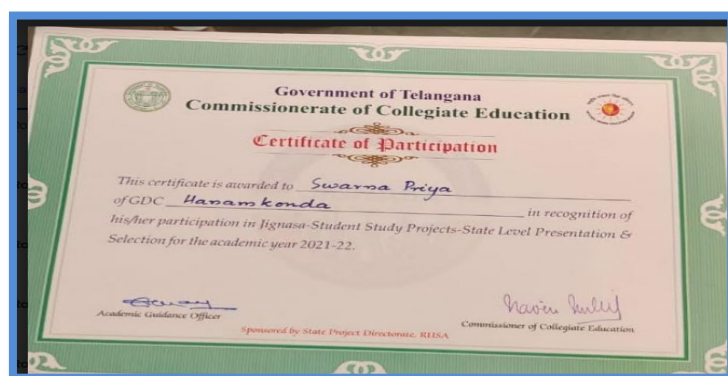 Government of Telangana
Commissionerate of Collegiate Education
Certificate of Participation
This certificate is awarded to Swarna Priya
of GDC Hanamkonda in recognition of
his/her participation in Jignasa-Student Study Projects-State Level Presentation &
Selection for the academic year 2021-22.
Academic Guidance Officer
Commissioner of Collegiate Education
Sponsored by State Project Directorate, RUSA